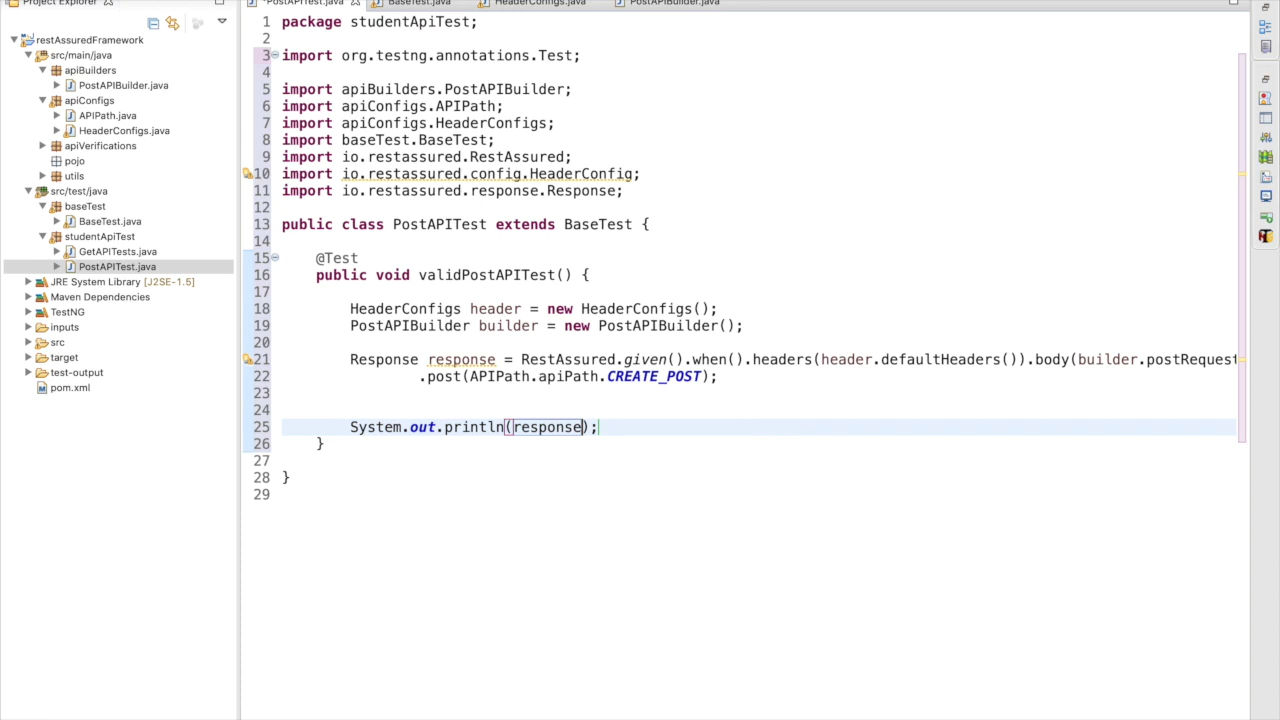 Project Explorer
*PostAPITest.java
BaseTest.java
HeaderConfigs.java
PostAPIBuilder.java
restAssuredFramework
src/main/java
apiBuilders
PostAPIBuilder.java
apiConfigs
APIPath.java
HeaderConfigs.java
apiVerifications
pojo
utils
src/test/java
baseTest
BaseTest.java
studentApiTest
GetAPITests.java
PostAPITest.java
JRE System Library [J2SE-1.5]
Maven Dependencies
TestNG
inputs
src
target
test-output
pom.xml
1 package studentApiTest;
2
3 import org.testng.annotations.Test;
4
5 import apiBuilders.PostAPIBuilder;
6 import apiConfigs.APIPath;
7 import apiConfigs.HeaderConfigs;
8 import baseTest.BaseTest;
9 import io.restassured.RestAssured;
10 import io.restassured.config.HeaderConfig;
11 import io.restassured.response.Response;
12
13 public class PostAPITest extends BaseTest {
14
15 @Test
16 public void validPostAPITest() {
17
18 HeaderConfigs header = new HeaderConfigs();
19 PostAPIBuilder builder = new PostAPIBuilder();
20
21 Response response = RestAssured.given().when().headers(header.defaultHeaders()).body(builder.postRequest
22 .post(APIPath.apiPath.CREATE_POST);
23
24
25 System.out.println(response);
26 }
27
28 }
29